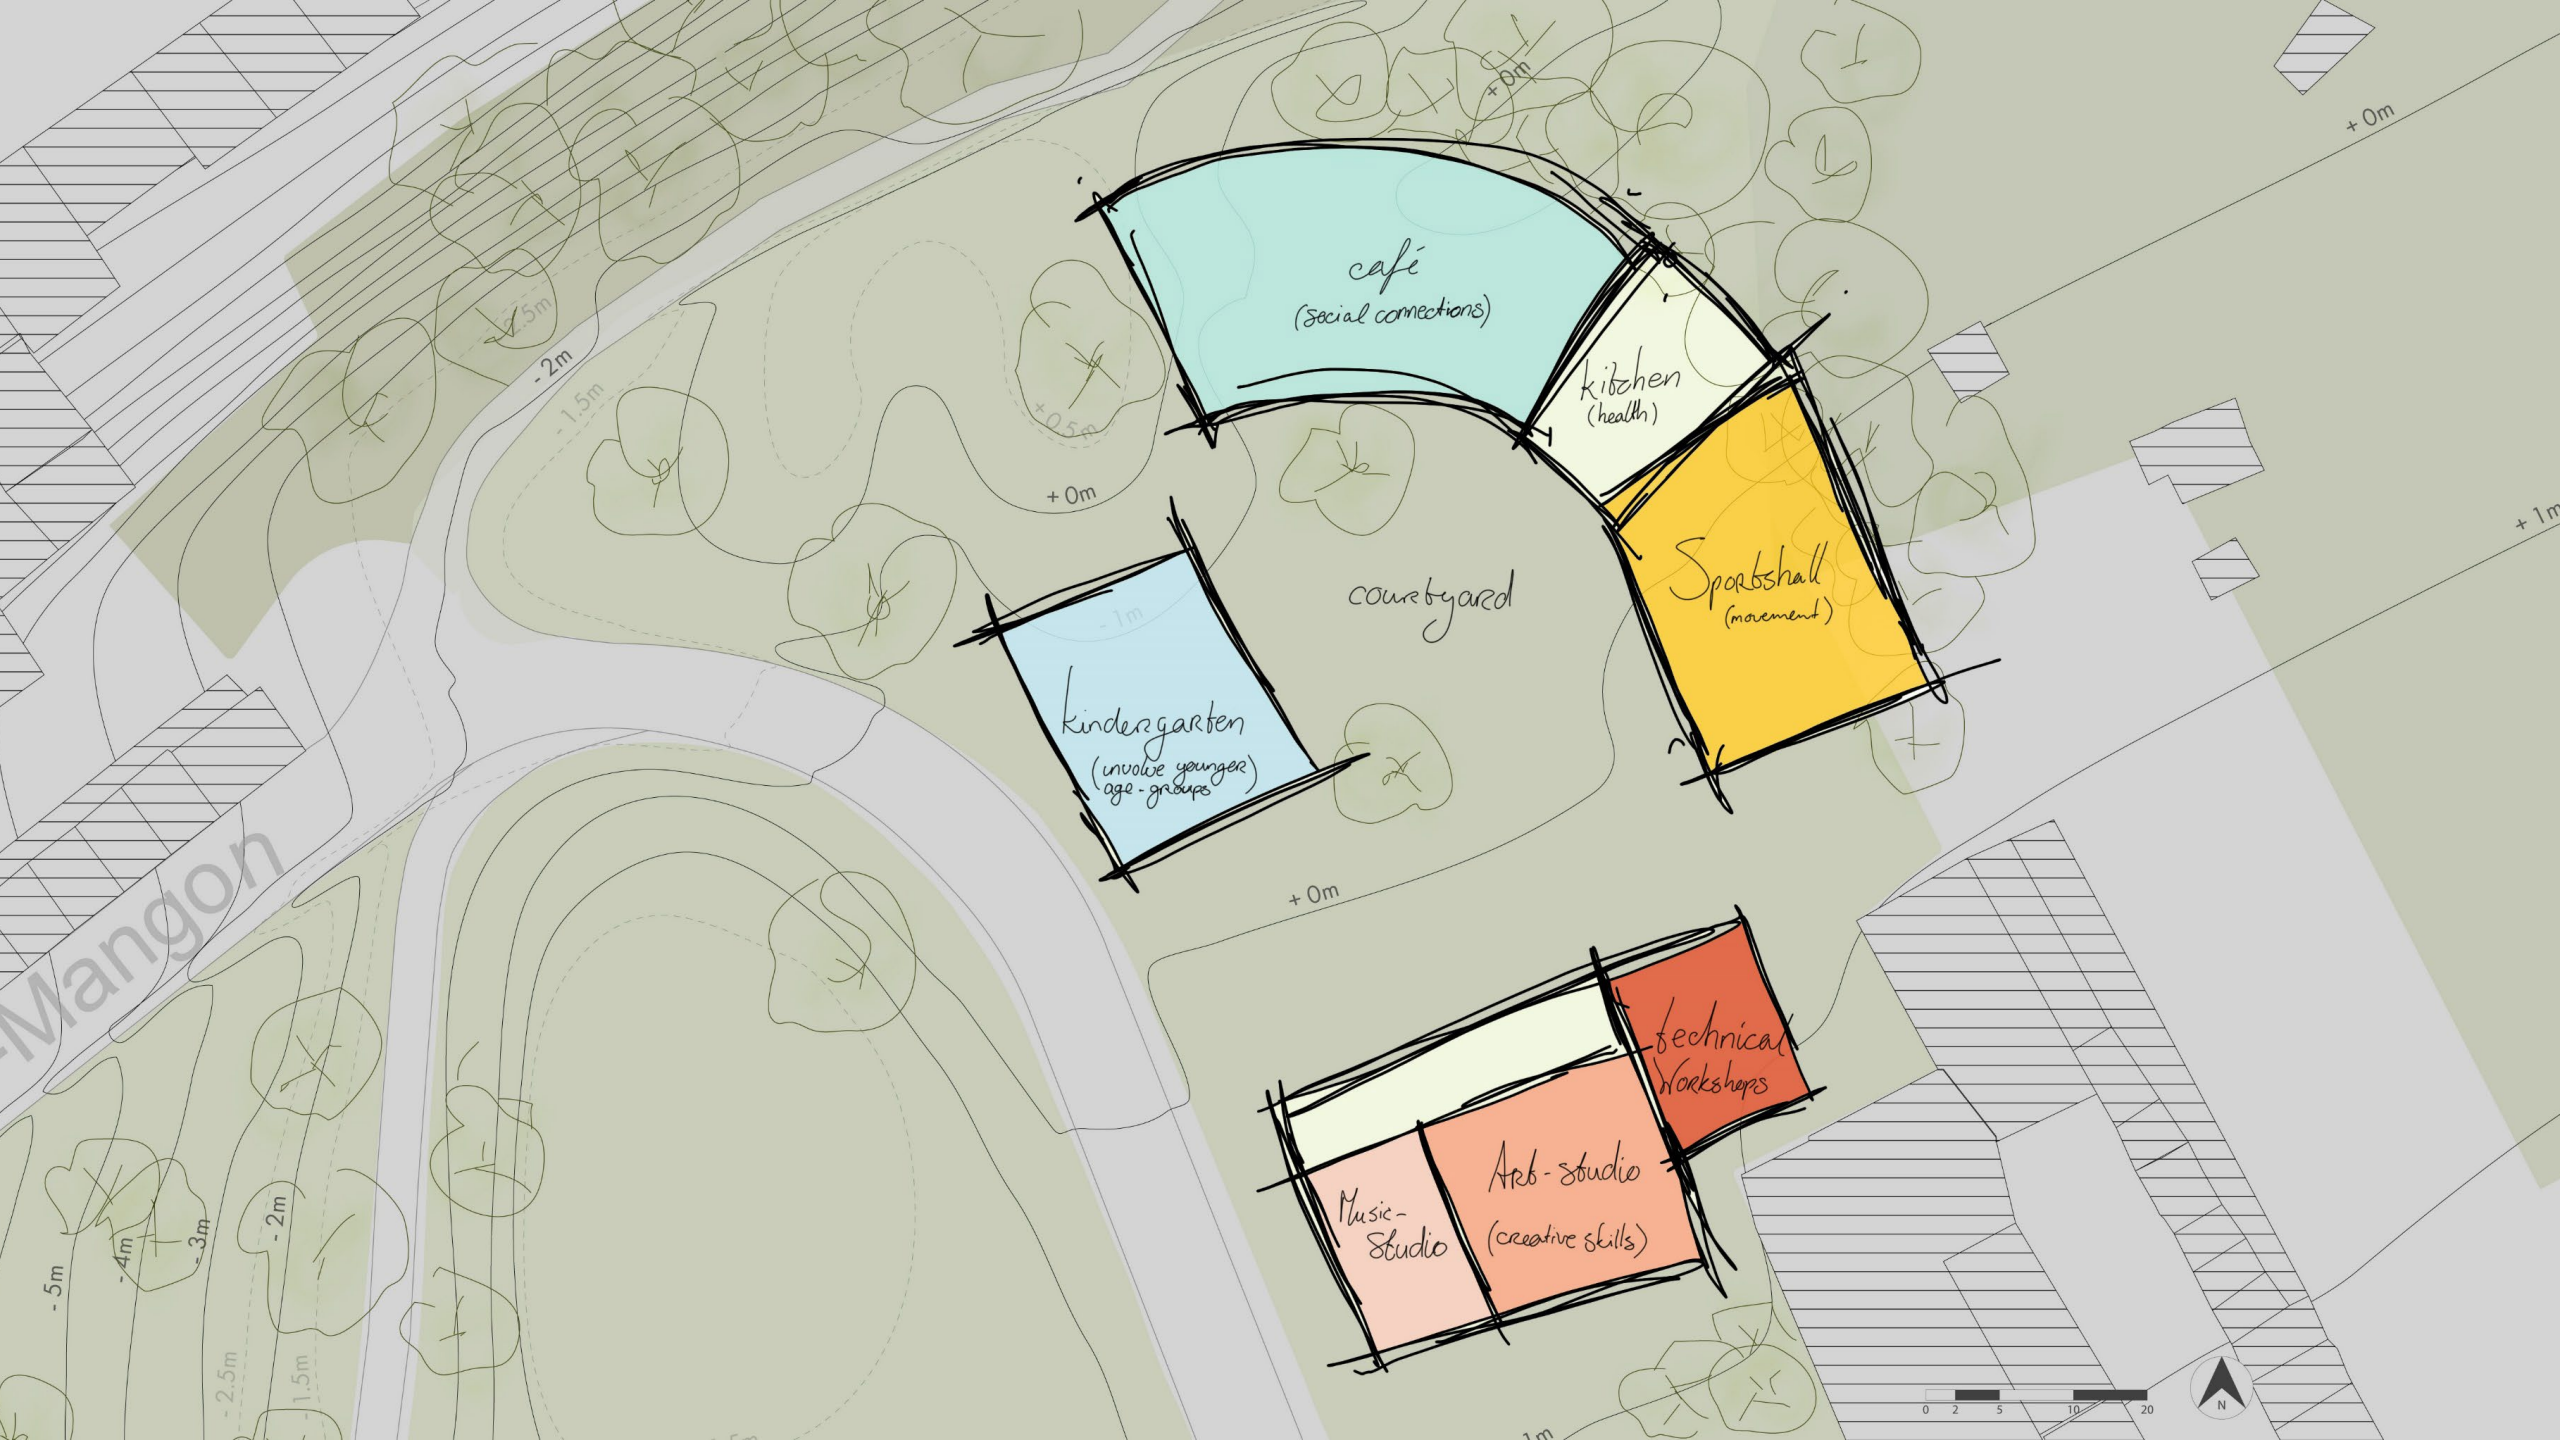 + 0m
+ 0m
café
(social connections)
kitchen
(health)
- 2m
- 1.5m
+ 0.5m
+ 0m
+ 1m
Sportshall
(movement)
courtyard
- 1m
kindergarten
(involve younger
age-groups)
-Mangon
+ 0m
technical
Workshops
Art-studio
(creative skills)
Music-
Studio
- 5m
- 4m
- 3m
- 2m
- 2.5m
- 1.5m
0 2 5 10 20
N